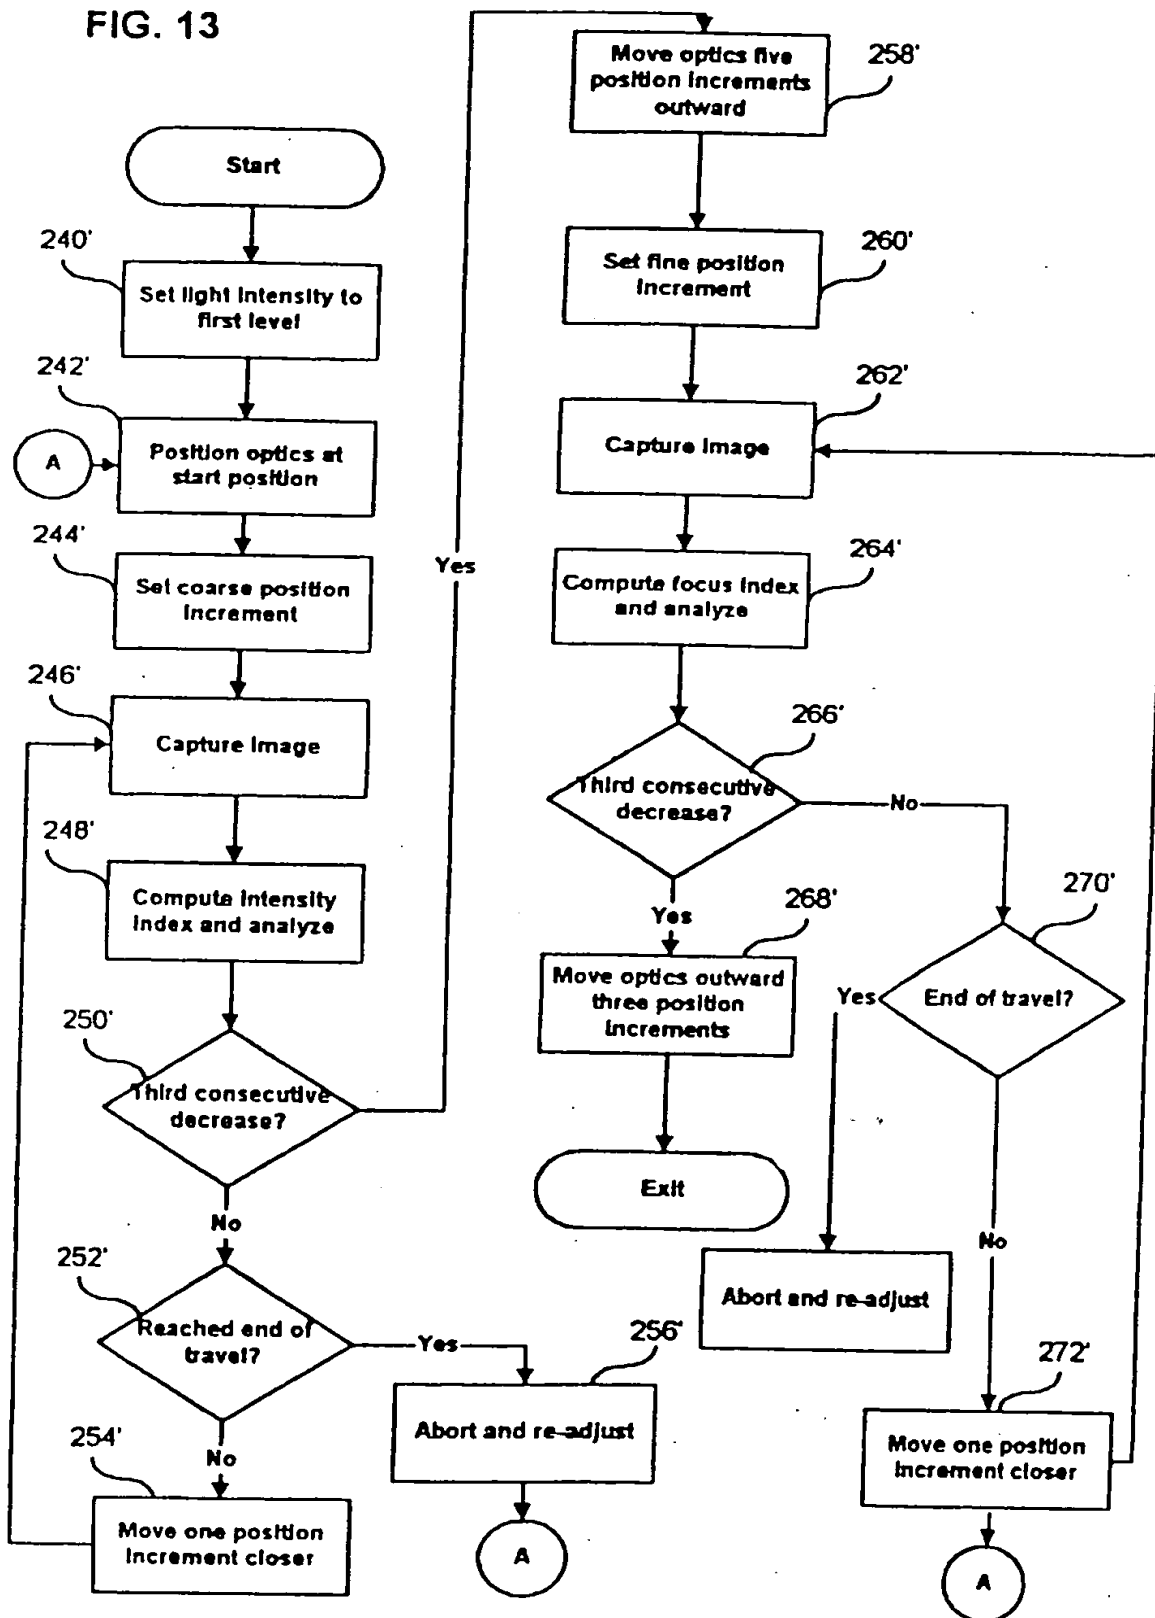 FIG. 13
Start
240'
Set light intensity to
first level
242'
A
Position optics at
start position
244'
Set coarse position
increment
246'
Capture image
248'
Compute intensity
index and analyze
250'
Third consecutive
decrease?
Yes
No
252'
Reached end of
travel?
Yes
256'
Abort and re-adjust
A
No
254'
Move one position
increment closer
Move optics five
position increments
outward
258'
Set fine position
increment
260'
Capture image
262'
Compute focus index
and analyze
264'
Third consecutive
decrease?
266'
No
Yes
268'
Move optics outward
three position
increments
Exit
270'
End of travel?
Yes
Abort and re-adjust
No
272'
Move one position
increment closer
A